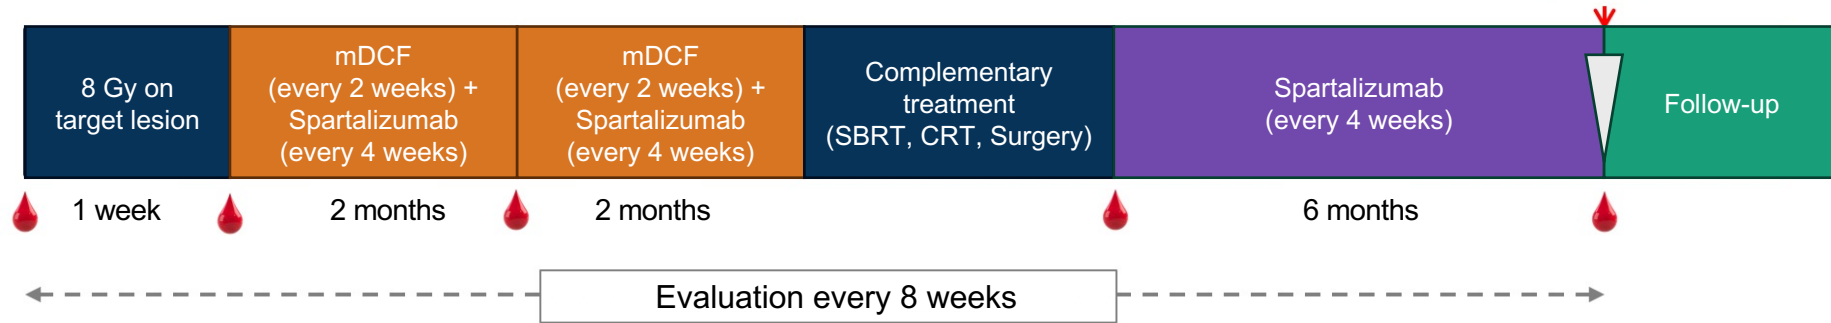 8 Gy on
target lesion
mDCF
(every 2 weeks) +
Spartalizumab
(every 4 weeks)
mDCF
(every 2 weeks) +
Spartalizumab
(every 4 weeks)
Complementary
treatment
(SBRT, CRT, Surgery)
Spartalizumab
(every 4 weeks)
Follow-up
1 week
2 months
2 months
6 months
Evaluation every 8 weeks